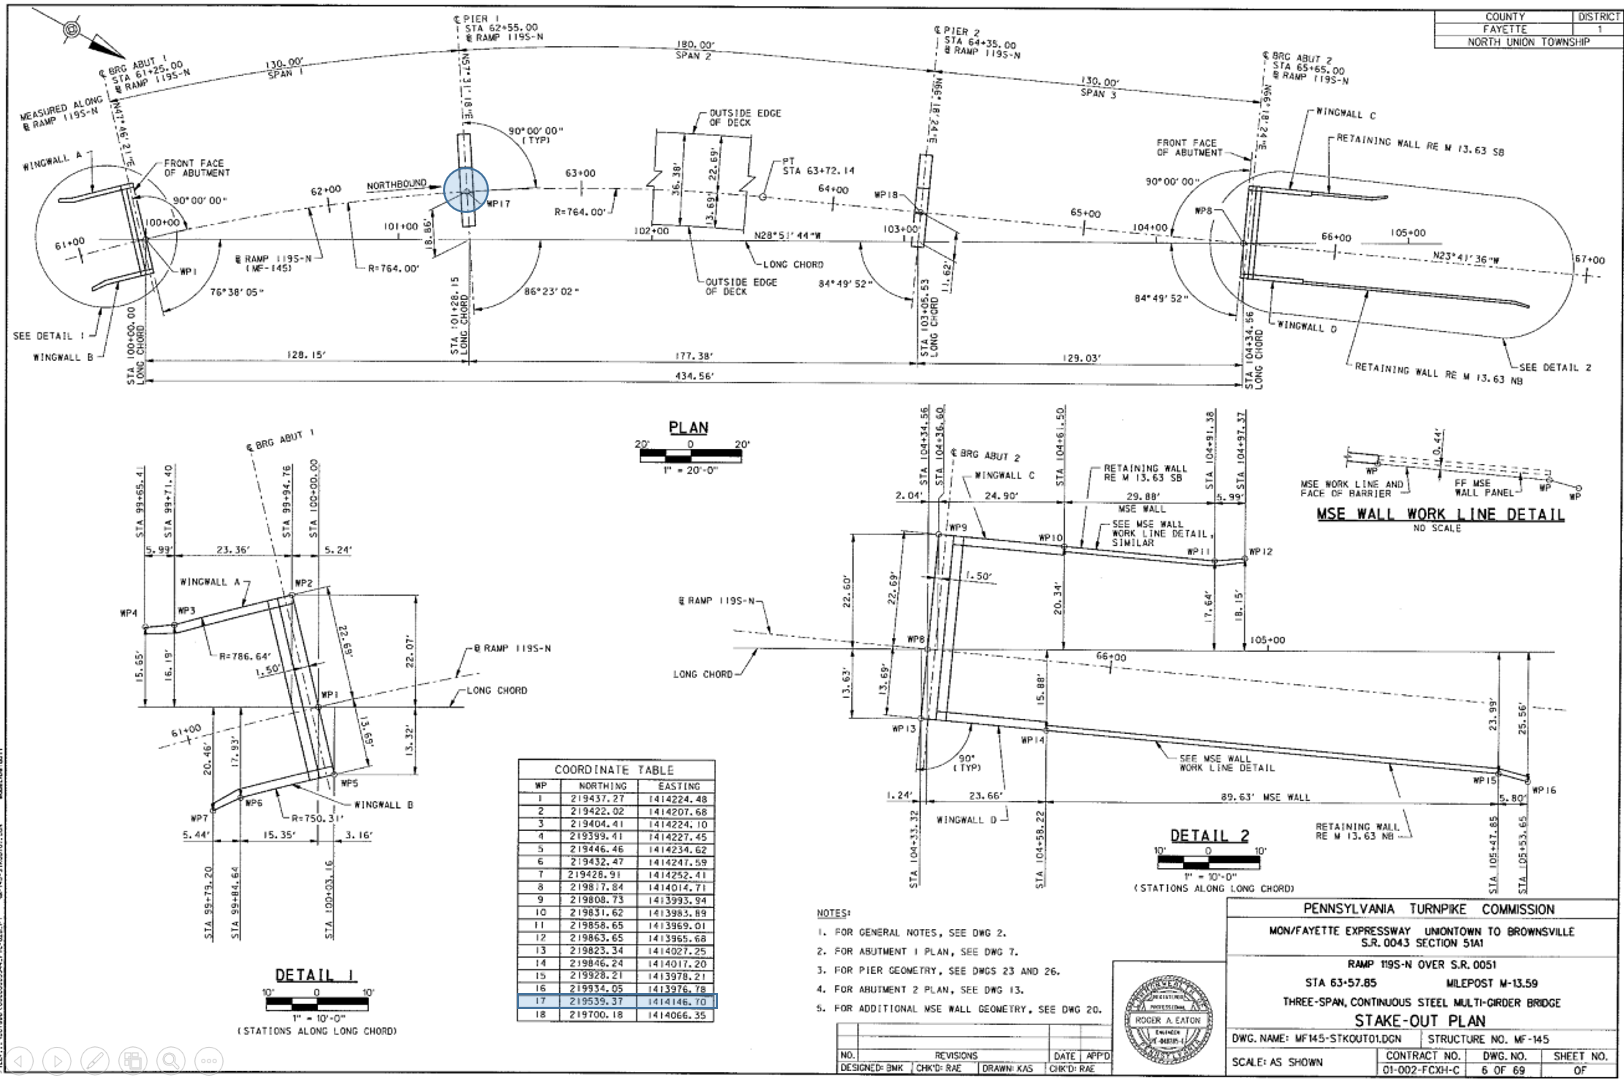 COUNTY
DISTRICT
FAYETTE
1
NORTH UNION TOWNSHIP
℄ BRG ABUT 1
STA 61+25.00
@ ℄ RAMP 119S-N
℄ PIER 1
STA 62+55.00
@ ℄ RAMP 119S-N
℄ PIER 2
STA 64+35.00
@ ℄ RAMP 119S-N
℄ BRG ABUT 2
STA 65+65.00
@ ℄ RAMP 119S-N
MEASURED ALONG
℄ RAMP 119S-N
130.00'
SPAN 1
180.00'
SPAN 2
130.00'
SPAN 3
N47°46'21"E
N57°31'18"E
N66°18'24"E
N66°18'24"E
WINGWALL A
FRONT FACE
OF ABUTMENT
90°00'00"
90°00'00"
(TYP)
OUTSIDE EDGE
OF DECK
PT
STA 63+72.14
FRONT FACE
OF ABUTMENT
90°00'00"
WINGWALL C
RETAINING WALL RE M 13.63 SB
NORTHBOUND
WP17
WP18
WP8
WP1
61+00
62+00
63+00
64+00
65+00
66+00
67+00
100+00
101+00
102+00
103+00
104+00
105+00
36.38'
22.69'
13.69'
18.86'
11.62'
R=764.00'
R=764.00'
℄ RAMP 119S-N
(MF-145)
N28°51'44"W
N23°41'36"W
LONG CHORD
OUTSIDE EDGE
OF DECK
76°38'05"
86°23'02"
84°49'52"
84°49'52"
SEE DETAIL 1
WINGWALL B
WINGWALL D
RETAINING WALL RE M 13.63 NB
SEE DETAIL 2
STA 100+00.00
LONG CHORD
STA 101+28.15
LONG CHORD
STA 103+05.53
LONG CHORD
STA 104+34.56
LONG CHORD
128.15'
177.38'
129.03'
434.56'
PLAN
20' 0 20'
1" = 20'-0"
℄ BRG ABUT 1
STA 99+65.41
STA 99+71.40
STA 99+94.76
STA 100+00.00
5.99'
23.36'
5.24'
WINGWALL A
WP2
WP4
WP3
R=786.64'
1.50'
22.69'
22.07'
℄ RAMP 119S-N
LONG CHORD
15.65'
16.19'
WP1
61+00
20.46'
17.93'
13.69'
13.32'
WP5
WP6
WP7
WINGWALL B
R=750.31'
5.44'
15.35'
3.16'
STA 99+79.20
STA 99+84.64
STA 100+03.16
DETAIL 1
10' 0 10'
1" = 10'-0"
(STATIONS ALONG LONG CHORD)
COORDINATE TABLE
WP NORTHING EASTING
1 219437.27 1414224.48
2 219422.02 1414207.68
3 219404.41 1414224.10
4 219399.41 1414227.45
5 219446.46 1414234.62
6 219432.47 1414247.59
7 219428.91 1414252.41
8 219817.84 1414014.71
9 219808.73 1413993.94
10 219831.62 1413983.89
11 219858.65 1413969.01
12 219863.65 1413965.68
13 219823.34 1414027.25
14 219846.24 1414017.20
15 219928.21 1413978.21
16 219934.05 1413976.78
17 219539.37 1414146.70
18 219700.18 1414066.35
STA 104+34.56
STA 104+36.60
STA 104+61.50
STA 104+91.38
STA 104+97.37
℄ BRG ABUT 2
WINGWALL C
RETAINING WALL
RE M 13.63 SB
2.04'
24.90'
29.88'
5.99'
MSE WALL
SEE MSE WALL
WORK LINE DETAIL,
SIMILAR
WP9
WP10
WP11
WP12
22.60'
22.69'
1.50'
20.34'
17.64'
18.15'
℄ RAMP 119S-N
WP8
LONG CHORD
66+00
105+00
13.63'
13.69'
15.88'
23.99'
25.56'
WP13
WP14
90°
(TYP)
SEE MSE WALL
WORK LINE DETAIL
WP15
WP16
1.24'
23.66'
89.63' MSE WALL
5.80'
WINGWALL D
RETAINING WALL
RE M 13.63 NB
STA 104+33.32
STA 104+58.22
STA 105+47.85
STA 105+53.65
DETAIL 2
10' 0 10'
1" = 10'-0"
(STATIONS ALONG LONG CHORD)
0.44'
WP
MSE WORK LINE AND
FACE OF BARRIER
FF MSE
WALL PANEL
WP
WP
MSE WALL WORK LINE DETAIL
NO SCALE
NOTES:
1. FOR GENERAL NOTES, SEE DWG 2.
2. FOR ABUTMENT 1 PLAN, SEE DWG 7.
3. FOR PIER GEOMETRY, SEE DWGS 23 AND 26.
4. FOR ABUTMENT 2 PLAN, SEE DWG 13.
5. FOR ADDITIONAL MSE WALL GEOMETRY, SEE DWG 20.
NO. REVISIONS DATE APP'D
DESIGNED: BMK CHK'D: RAE DRAWN: KAS CHK'D: RAE
COMMONWEALTH OF
REGISTERED
PROFESSIONAL
ROGER A EATON
ENGINEER
PENNSYLVANIA
PENNSYLVANIA TURNPIKE COMMISSION
MON/FAYETTE EXPRESSWAY UNIONTOWN TO BROWNSVILLE
S.R. 0043 SECTION 51A1
RAMP 119S-N OVER S.R. 0051
STA 63+57.85 MILEPOST M-13.59
THREE-SPAN, CONTINUOUS STEEL MULTI-GIRDER BRIDGE
STAKE-OUT PLAN
DWG. NAME: MF145-STKOUT01.DGN STRUCTURE NO. MF-145
SCALE: AS SHOWN
CONTRACT NO. DWG. NO. SHEET NO.
01-002-FCXH-C 6 OF 69 OF